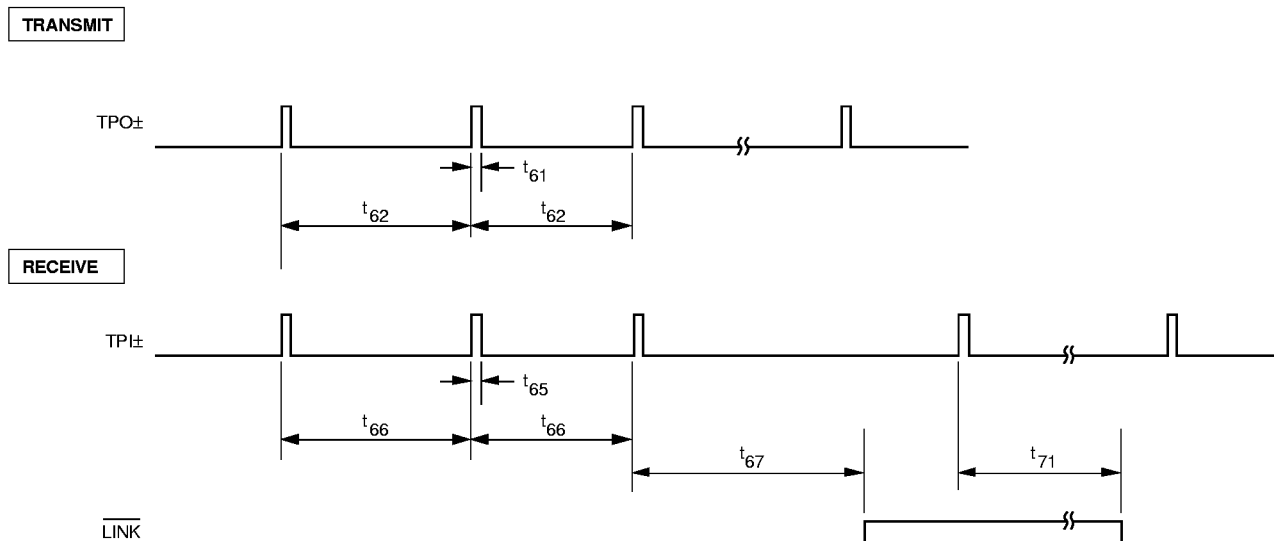 TRANSMIT
TPO±
t61
t62 t62
RECEIVE
TPI±
t65
t66 t66
t67 t71
LINK